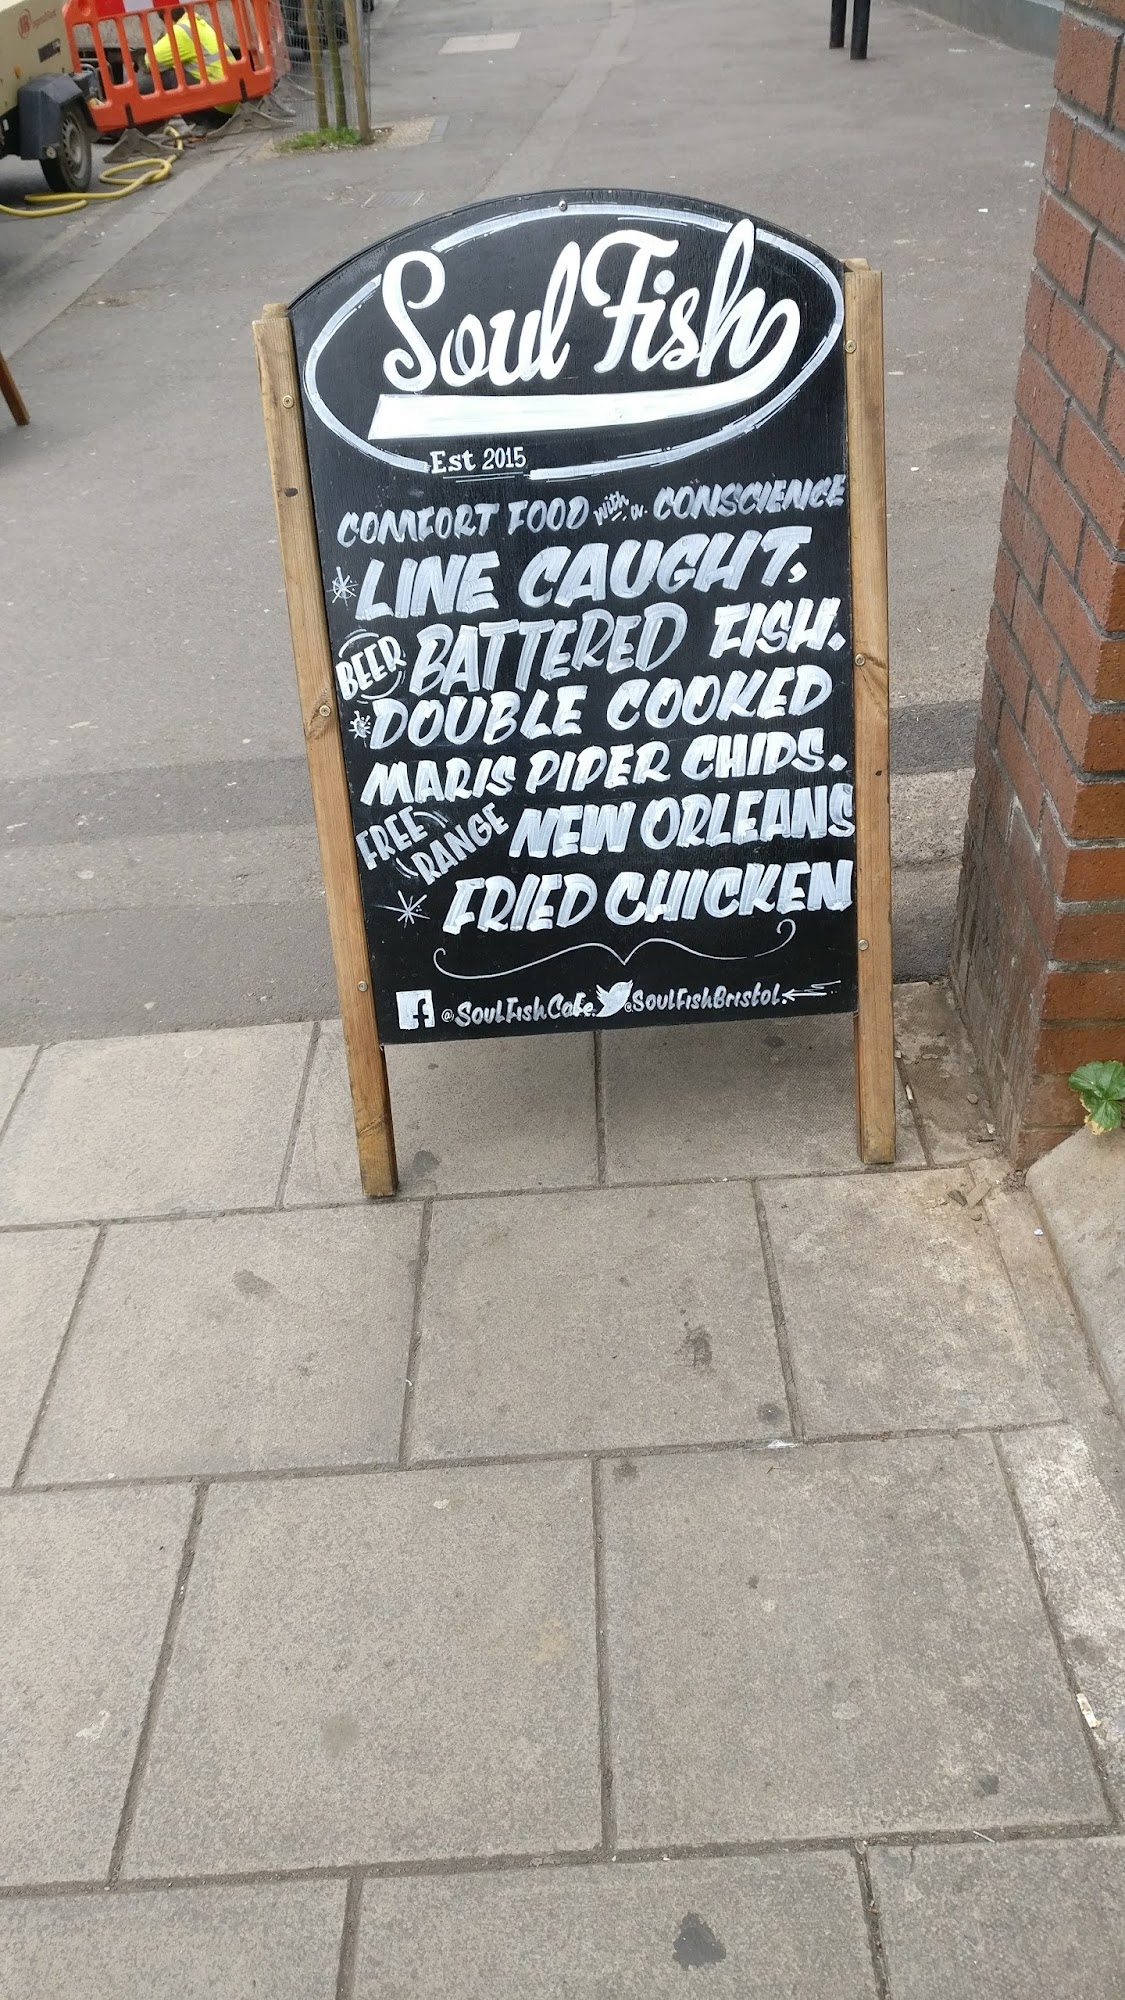 Soul Fish
Est 2015
COMFORT FOOD with a CONSCIENCE
LINE CAUGHT,
BEER BATTERED FISH.
DOUBLE COOKED
MARIS PIPER CHIPS.
FREE RANGE NEW ORLEANS
FRIED CHICKEN
f @SoulFishCafe. @SoulFishBristol.